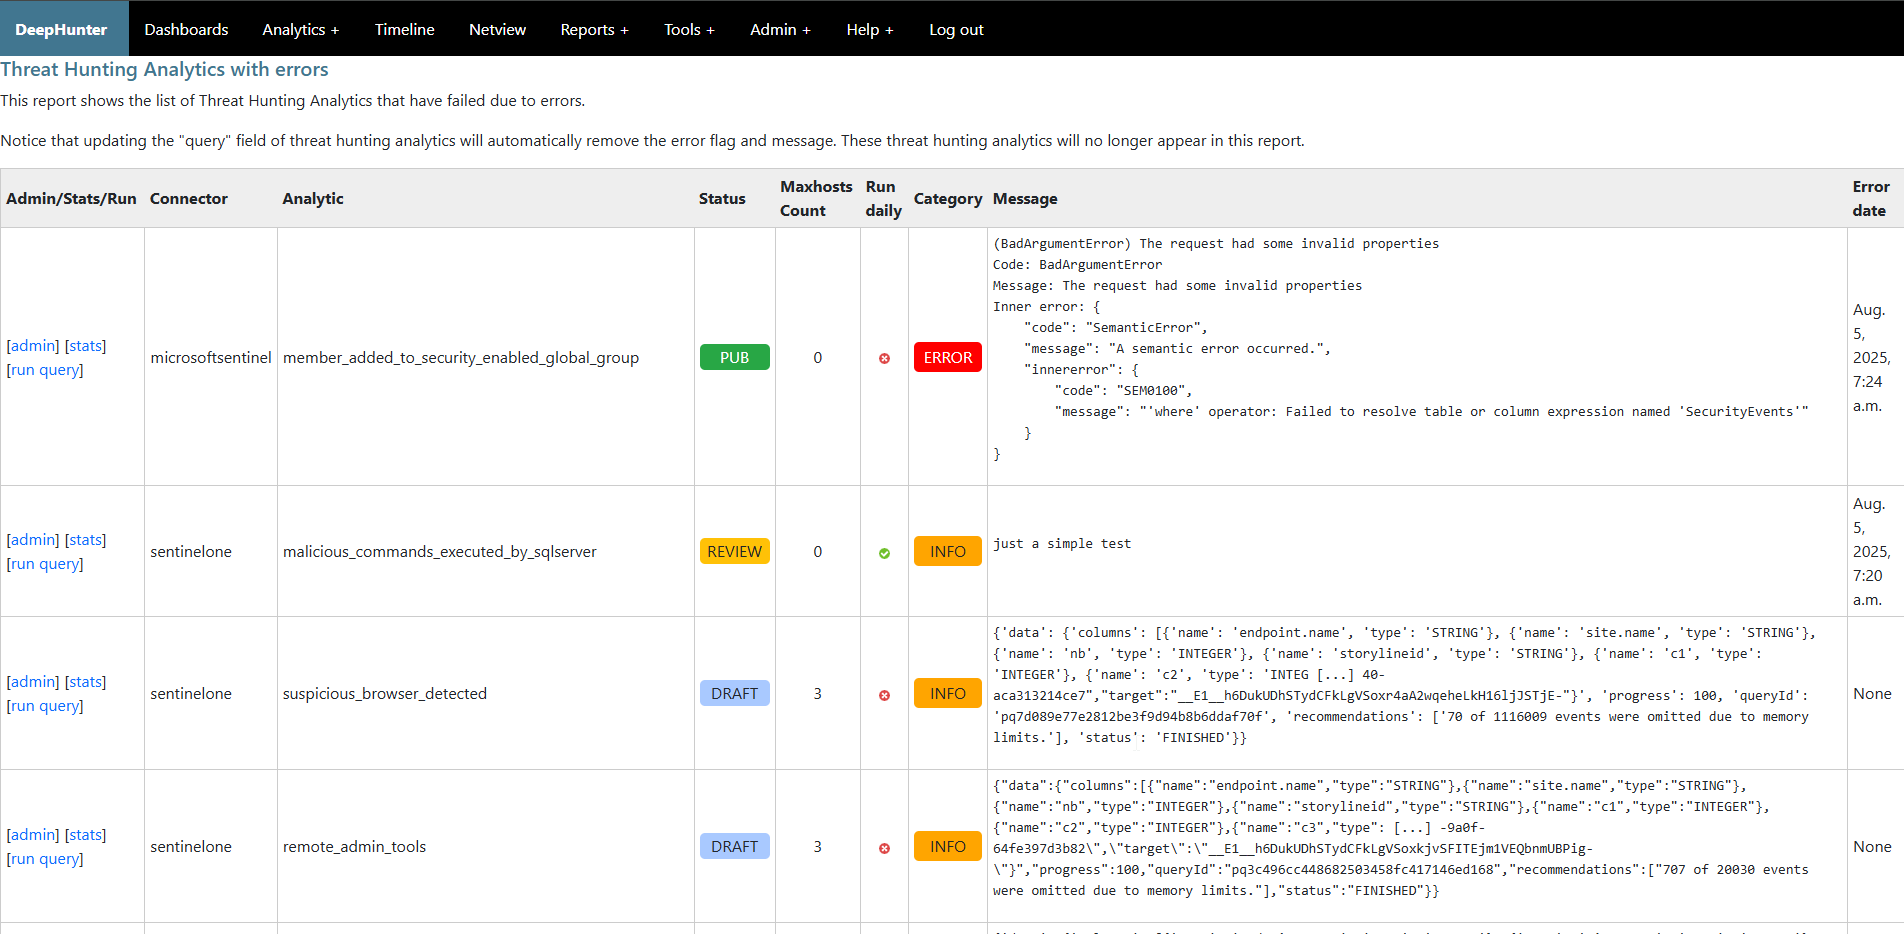 DeepHunter Dashboards Analytics + Timeline Netview Reports + Tools + Admin + Help + Log out
Threat Hunting Analytics with errors
This report shows the list of Threat Hunting Analytics that have failed due to errors.
Notice that updating the "query" field of threat hunting analytics will automatically remove the error flag and message. These threat hunting analytics will no longer appear in this report.
Admin/Stats/Run Connector Analytic Status Maxhosts Count Run daily Category Message Error date
[admin] [stats]
[run query]
microsoftsentinel
member_added_to_security_enabled_global_group
PUB
0
ERROR
(BadArgumentError) The request had some invalid properties
Code: BadArgumentError
Message: The request had some invalid properties
Inner error: {
    "code": "SemanticError",
    "message": "A semantic error occurred.",
    "innererror": {
        "code": "SEM0100",
        "message": "'where' operator: Failed to resolve table or column expression named 'SecurityEvents'"
    }
}
Aug.
5,
2025,
7:24
a.m.
[admin] [stats]
[run query]
sentinelone
malicious_commands_executed_by_sqlserver
REVIEW
0
INFO
just a simple test
Aug.
5,
2025,
7:20
a.m.
[admin] [stats]
[run query]
sentinelone
suspicious_browser_detected
DRAFT
3
INFO
{'data': {'columns': [{'name': 'endpoint.name', 'type': 'STRING'}, {'name': 'site.name', 'type': 'STRING'},
{'name': 'nb', 'type': 'INTEGER'}, {'name': 'storylineid', 'type': 'STRING'}, {'name': 'c1', 'type':
'INTEGER'}, {'name': 'c2', 'type': 'INTEG [...] 40-
aca313214ce7","target":"__E1__h6DukUDhSTydCFkLgVSoxr4aA2wqeheLkH16ljJSTjE-"}', 'progress': 100, 'queryId':
'pq7d089e77e2812be3f9d94b8b6ddaf70f', 'recommendations': ['70 of 1116009 events were omitted due to memory
limits.'], 'status': 'FINISHED'}}
None
[admin] [stats]
[run query]
sentinelone
remote_admin_tools
DRAFT
3
INFO
{"data":{"columns":[{"name":"endpoint.name","type":"STRING"},{"name":"site.name","type":"STRING"},
{"name":"nb","type":"INTEGER"},{"name":"storylineid","type":"STRING"},{"name":"c1","type":"INTEGER"},
{"name":"c2","type":"INTEGER"},{"name":"c3","type": [...] -9a0f-
64fe397d3b82\",\"target\":\"__E1__h6DukUDhSTydCFkLgVSoxkjvSFITEjm1VEQbnmUBPig-
\"}","progress":100,"queryId":"pq3c496cc448682503458fc417146ed168","recommendations":["707 of 20030 events
were omitted due to memory limits."],"status":"FINISHED"}}
None